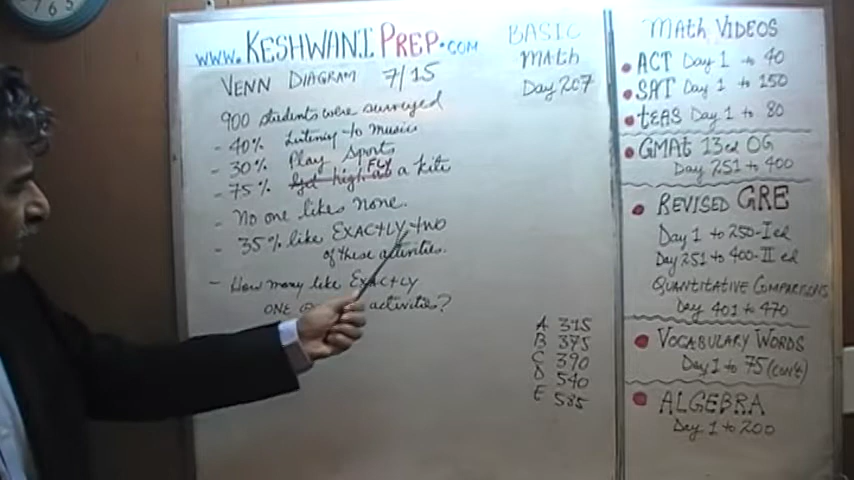 www.KESHWANIPREP.com
VENN DIAGRAM 7/15
900 students were surveyed
- 40% Listening to music
- 30% Play Sports
- 75% FLY a kite
- No one likes none.
- 35% like EXACTLY two
of these activities.
- How many like EXACTLY
ONE activities?
BASIC
MATH
Day 207
A 315
B 375
C 390
D 540
E 585
MATH VIDEOS
ACT Day 1 to 40
SAT Day 1 to 150
tEAS Day 1 to 80
GMAt 13ed OG
Day 251 to 400
REVISED GRE
Day 1 to 250-I ed
Day 251 to 400-II ed
QUANTITATIVE COMPARISONS
Day 401 to 470
VOCABULARY WORDS
Day 1 to 75 (con't)
ALGEBRA
Day 1 to 200
7 6 5